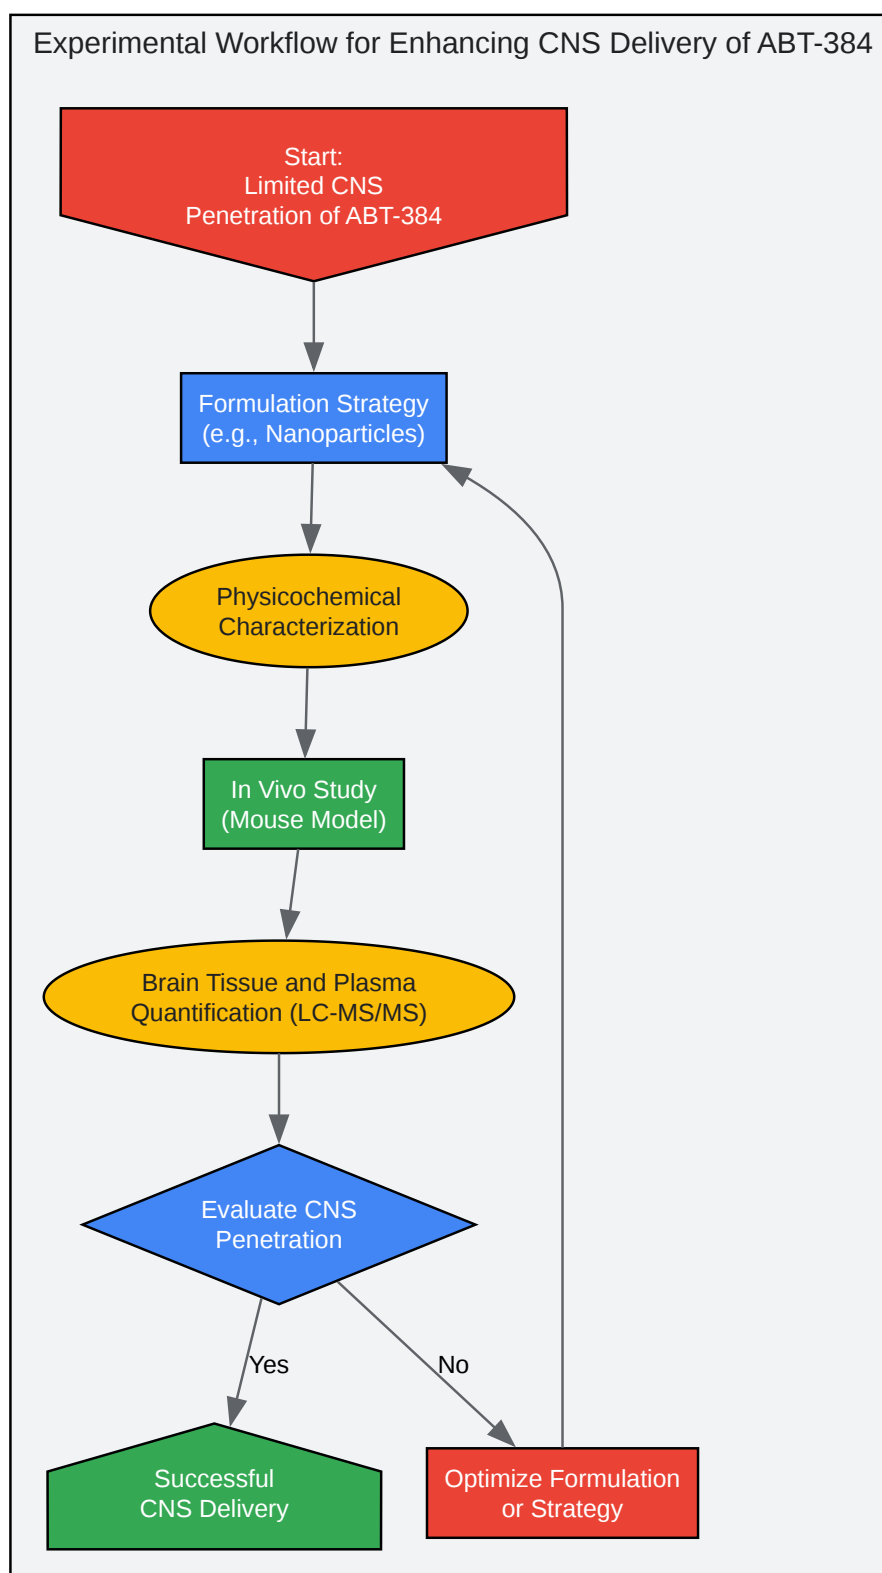 Experimental Workflow for Enhancing CNS Delivery of ABT-384
Start:
Limited CNS
Penetration of ABT-384
Formulation Strategy
(e.g., Nanoparticles)
Physicochemical
Characterization
In Vivo Study
(Mouse Model)
Brain Tissue and Plasma
Quantification (LC-MS/MS)
Evaluate CNS
Penetration
Yes
No
Successful
CNS Delivery
Optimize Formulation
or Strategy